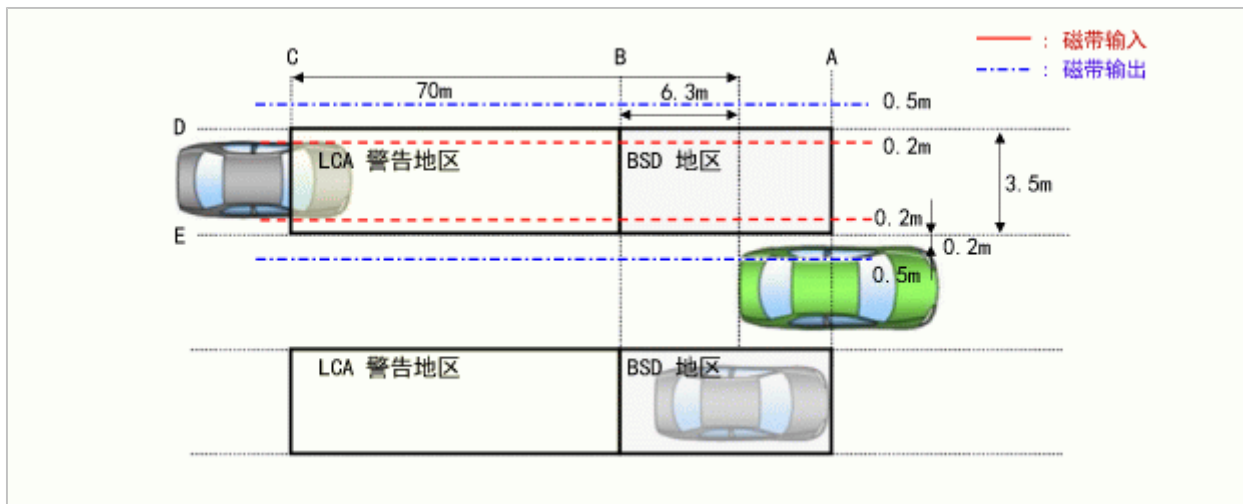 : 磁带输入
: 磁带输出
C
B
A
70m
6.3m
0.5m
D
LCA 警告地区
BSD 地区
0.2m
3.5m
E
0.2m
0.2m
0.5m
LCA 警告地区
BSD 地区